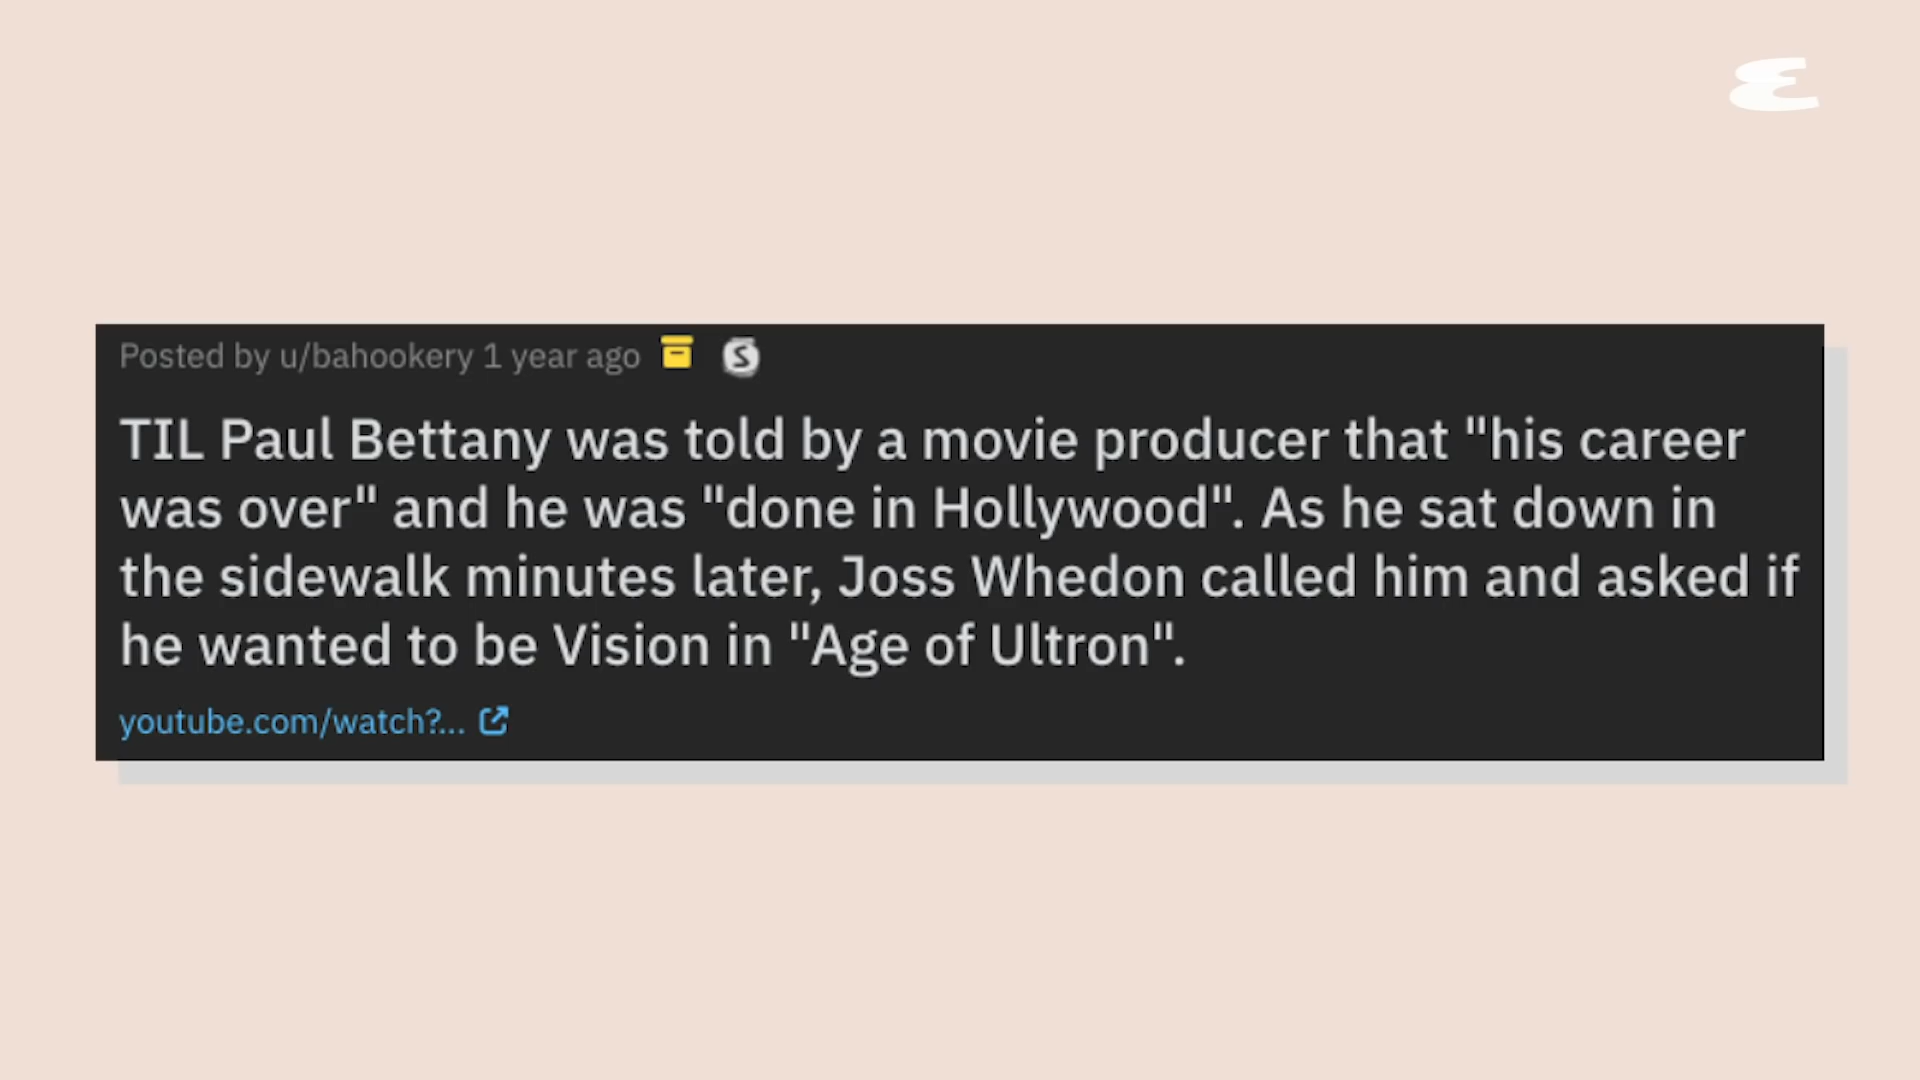 Posted by u/bahookery 1 year ago
TIL Paul Bettany was told by a movie producer that "his career
was over" and he was "done in Hollywood". As he sat down in
the sidewalk minutes later, Joss Whedon called him and asked if
he wanted to be Vision in "Age of Ultron".
youtube.com/watch?...